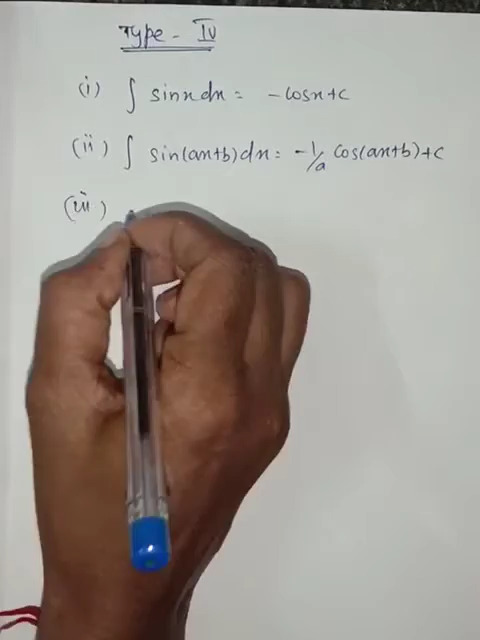 Type - IV
(i) ∫ sinx dx = -cosx+c
(ii) ∫ sin(ax+b) dx = -1/a cos(ax+b)+c
(iii)